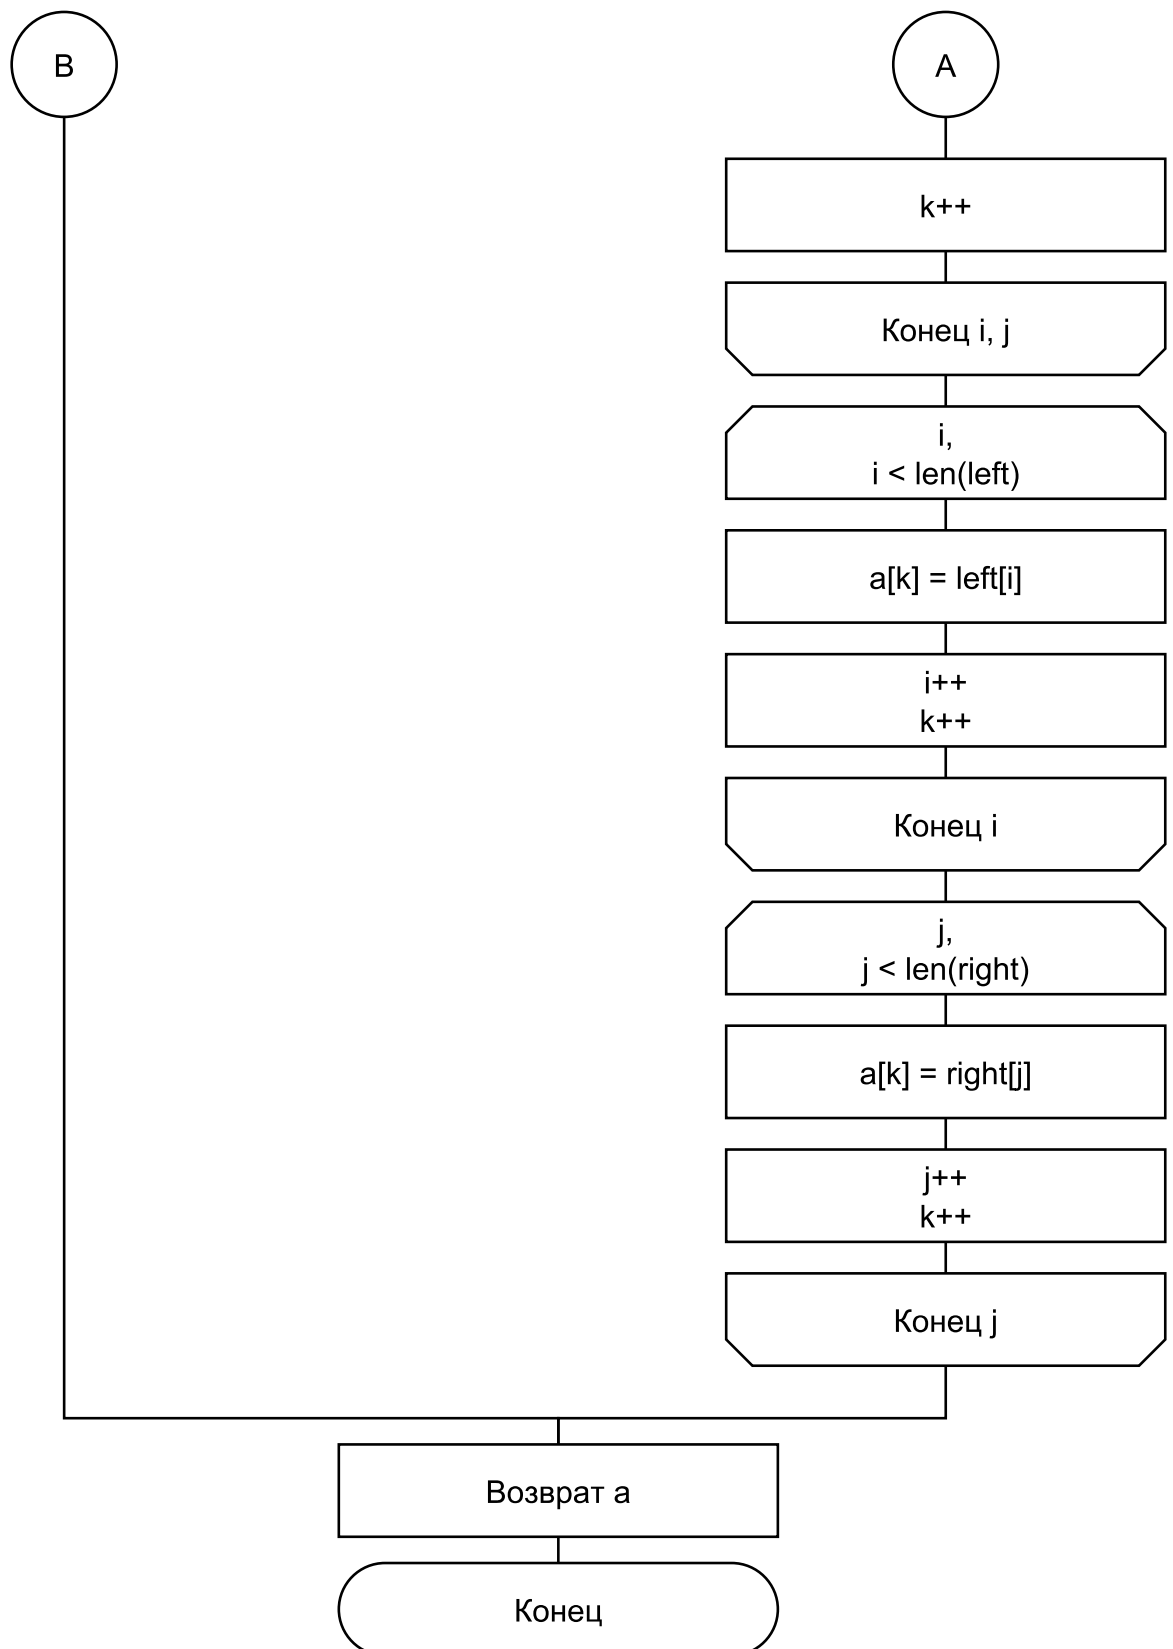 B
A
k++
Конец i, j
i,
i < len(left)
a[k] = left[i]
i++
k++
Конец i
j,
j < len(right)
a[k] = right[j]
j++
k++
Конец j
Возврат a
Конец